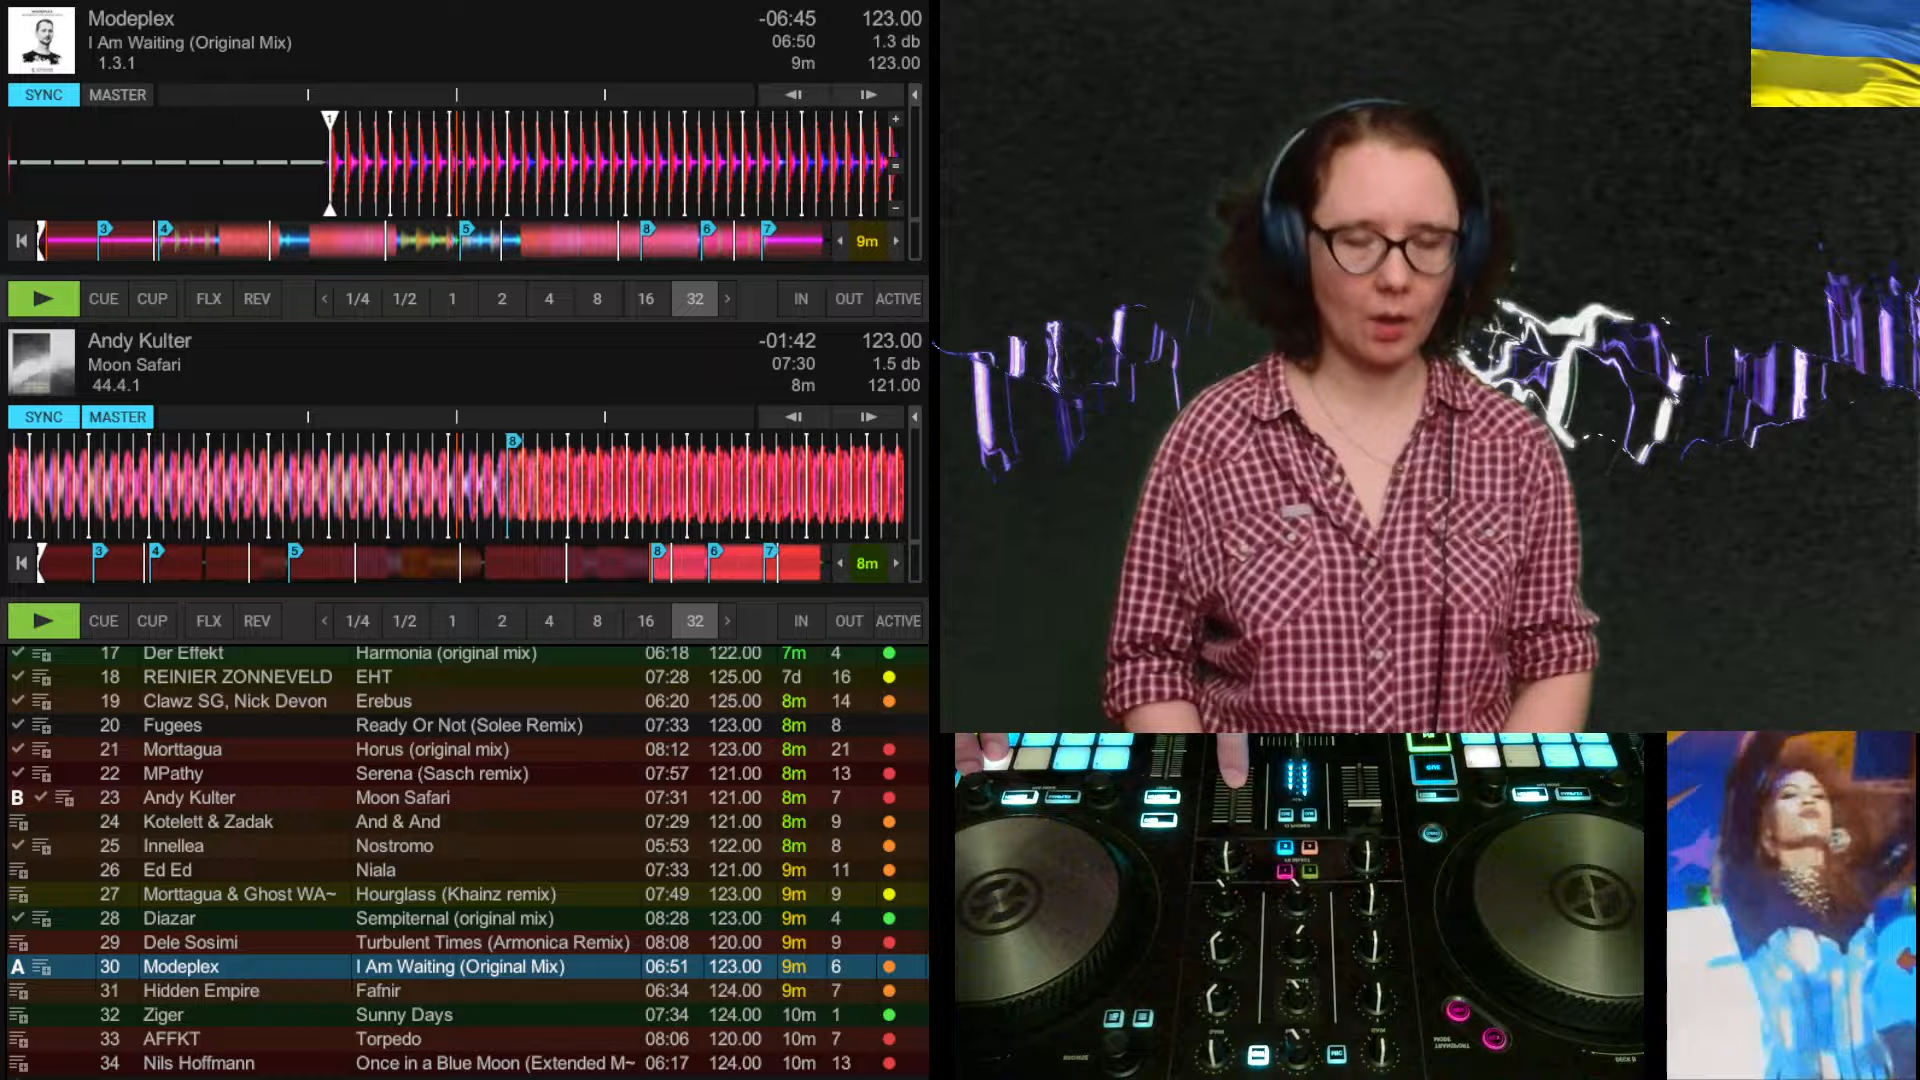 Modeplex -06:45 123.00
I Am Waiting (Original Mix) 06:50 1.3 db
1.3.1 9m 123.00
SYNC MASTER
1
+
=
−
3 4 5 8 6 7 9m
CUE CUP FLX REV 1/4 1/2 1 2 4 8 16 32 IN OUT ACTIVE
Andy Kulter -01:42 123.00
Moon Safari 07:30 1.5 db
44.4.1 8m 121.00
SYNC MASTER
8
3 4 5 8 6 7 8m
CUE CUP FLX REV 1/4 1/2 1 2 4 8 16 32 IN OUT ACTIVE
17 Der Effekt Harmonia (original mix) 06:18 122.00 7m 4
18 REINIER ZONNEVELD EHT 07:28 125.00 7d 16
19 Clawz SG, Nick Devon Erebus 06:20 125.00 8m 14
20 Fugees Ready Or Not (Solee Remix) 07:33 123.00 8m 8
21 Morttagua Horus (original mix) 08:12 123.00 8m 21
22 MPathy Serena (Sasch remix) 07:57 121.00 8m 13
B 23 Andy Kulter Moon Safari 07:31 121.00 8m 7
24 Kotelett & Zadak And & And 07:29 121.00 8m 9
25 Innellea Nostromo 05:53 122.00 8m 8
26 Ed Ed Niala 07:33 121.00 9m 11
27 Morttagua & Ghost WA~ Hourglass (Khainz remix) 07:49 123.00 9m 9
28 Diazar Sempiternal (original mix) 08:28 123.00 9m 4
29 Dele Sosimi Turbulent Times (Armonica Remix) 08:08 120.00 9m 9
A 30 Modeplex I Am Waiting (Original Mix) 06:51 123.00 9m 6
31 Hidden Empire Fafnir 06:34 124.00 9m 7
32 Ziger Sunny Days 07:34 124.00 10m 1
33 AFFKT Torpedo 08:06 120.00 10m 7
34 Nils Hoffmann Once in a Blue Moon (Extended M~ 06:17 124.00 10m 13